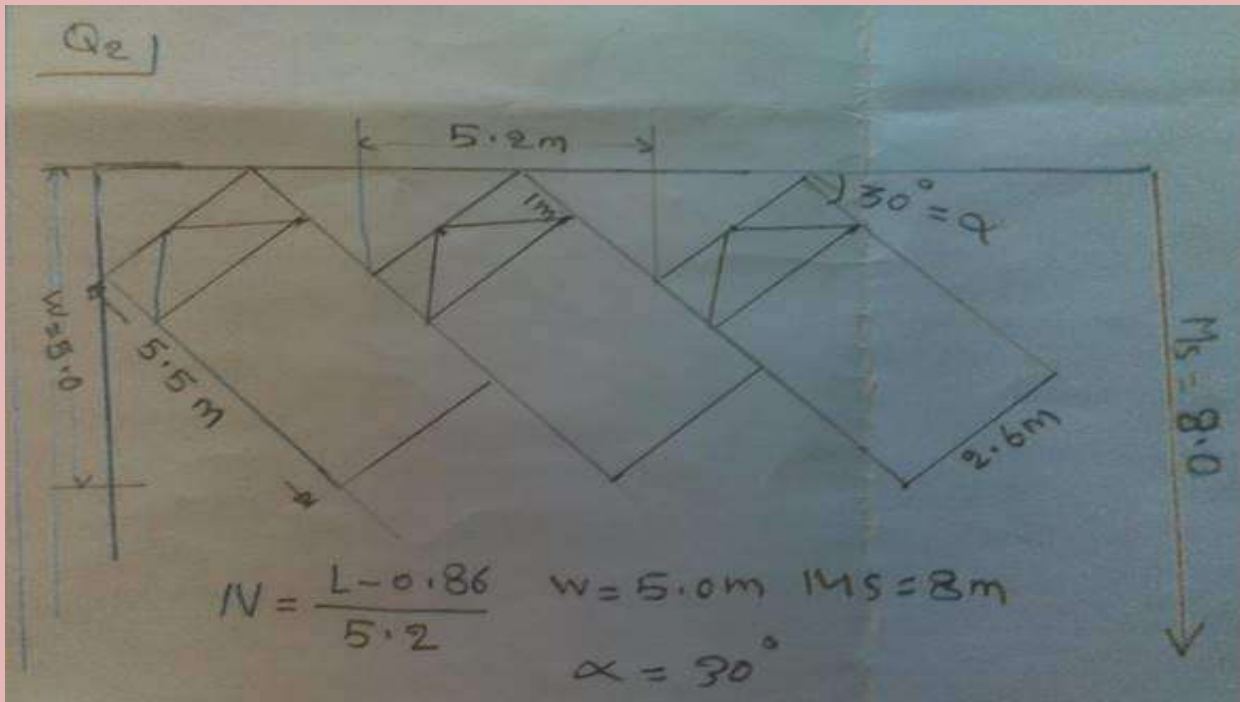 Q2
5.2m
1m
30° = α
W=8.0
5.5 m
2.6m
Ms = 8.0
N = L-0.86 / 5.2 W= 5.0m Ms = 8m
α = 30°